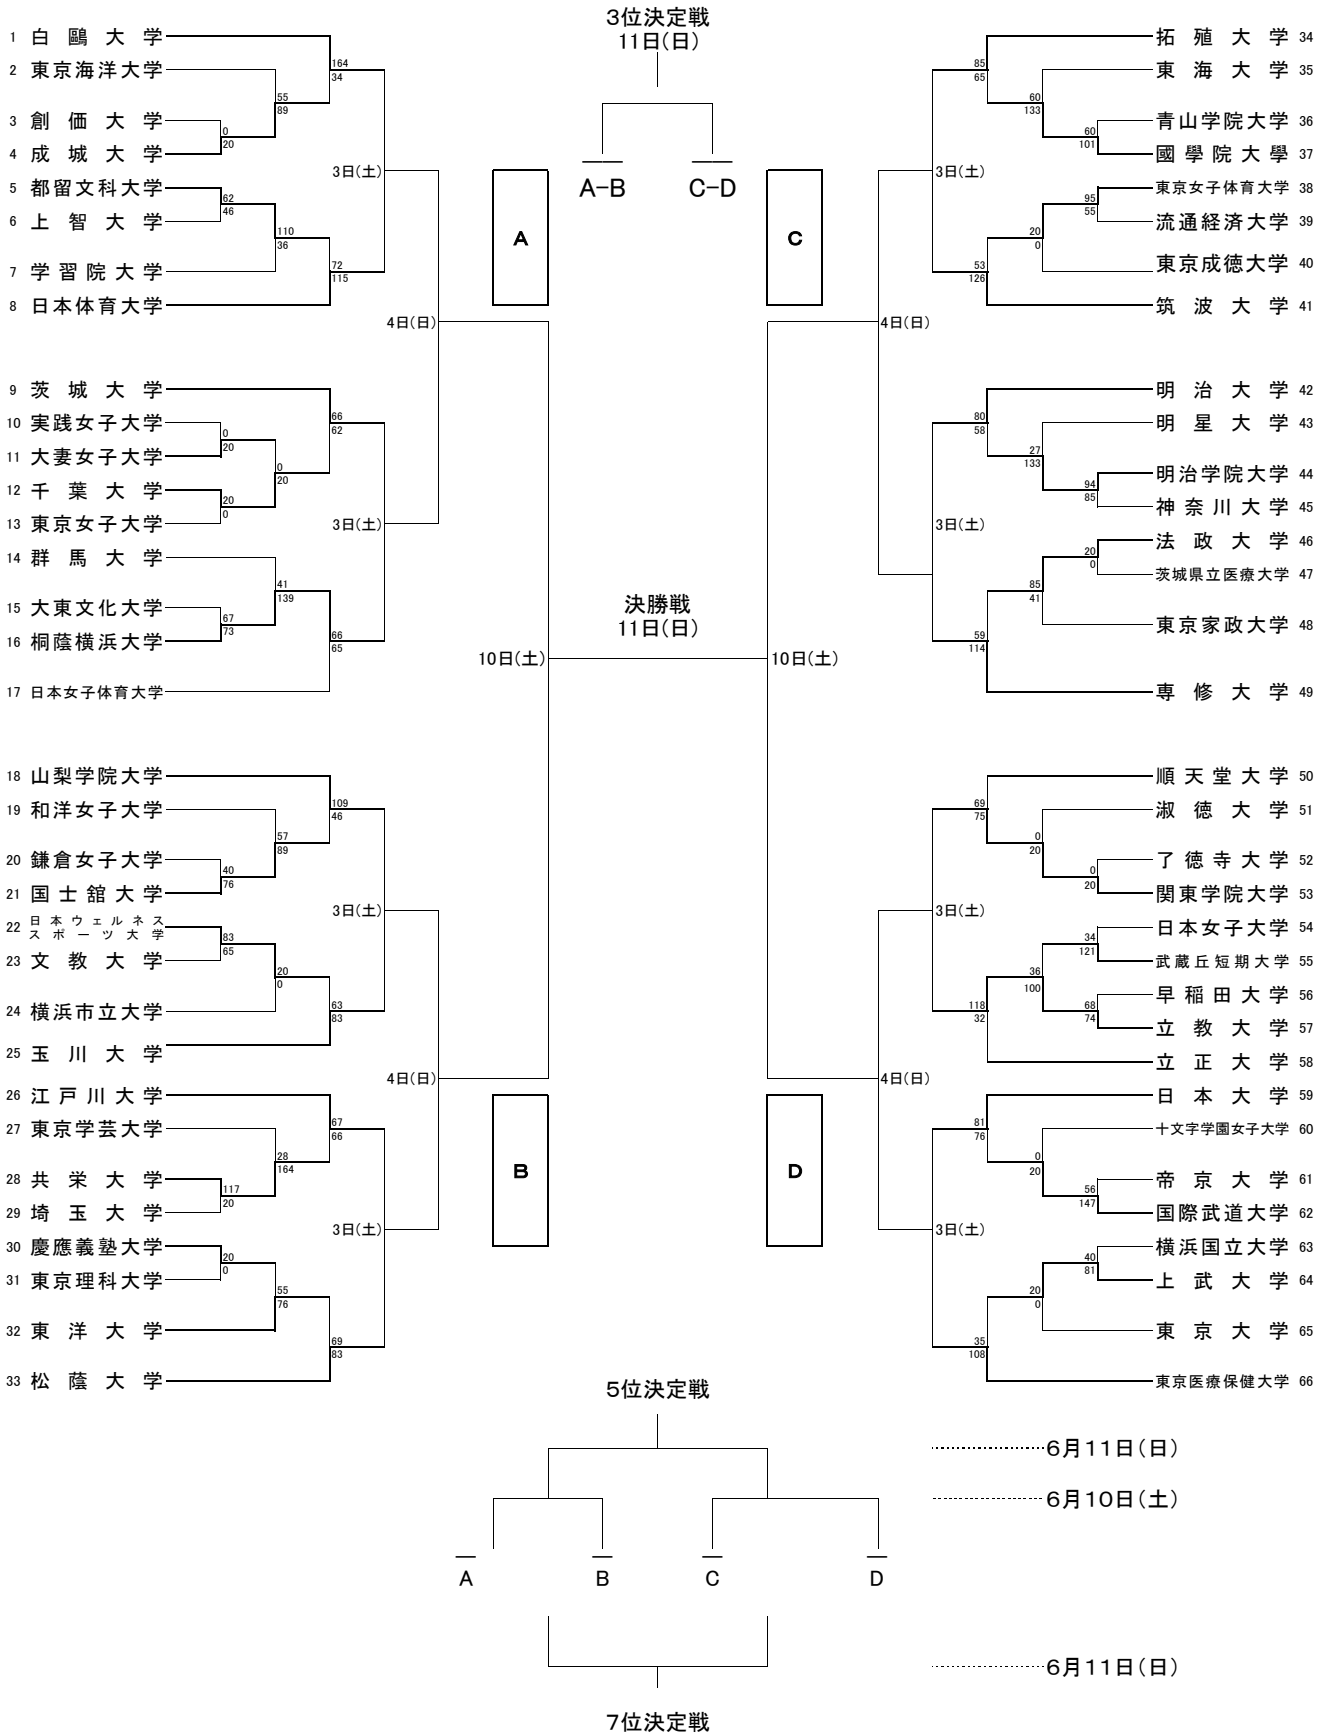 3位決定戦
11日(日)
A-B
C-D
1 白鷗大学
2 東京海洋大学
3 創価大学
4 成城大学
5 都留文科大学
6 上智大学
7 学習院大学
8 日本体育大学
164
34
55
89
0
20
62
46
110
36
72
115
3日(土)
4日(日)
A
9 茨城大学
10 実践女子大学
11 大妻女子大学
12 千葉大学
13 東京女子大学
14 群馬大学
15 大東文化大学
16 桐蔭横浜大学
17 日本女子体育大学
66
62
0
20
0
20
20
0
41
139
67
73
66
65
3日(土)
10日(土)
18 山梨学院大学
19 和洋女子大学
20 鎌倉女子大学
21 国士舘大学
22 日本ウェルネス
スポーツ大学
23 文教大学
24 横浜市立大学
25 玉川大学
109
46
57
89
40
76
83
65
20
0
63
83
3日(土)
4日(日)
26 江戸川大学
27 東京学芸大学
28 共栄大学
29 埼玉大学
30 慶應義塾大学
31 東京理科大学
32 東洋大学
33 松蔭大学
67
66
28
164
117
20
20
0
55
76
69
83
3日(土)
B
決勝戦
11日(日)
拓殖大学 34
東海大学 35
青山学院大学 36
國學院大學 37
東京女子体育大学 38
流通経済大学 39
東京成徳大学 40
筑波大学 41
85
65
60
133
60
101
95
55
20
0
53
126
3日(土)
4日(日)
C
明治大学 42
明星大学 43
明治学院大学 44
神奈川大学 45
法政大学 46
茨城県立医療大学 47
東京家政大学 48
専修大学 49
80
58
27
133
94
85
20
0
85
41
59
114
3日(土)
10日(土)
順天堂大学 50
淑徳大学 51
了徳寺大学 52
関東学院大学 53
日本女子大学 54
武蔵丘短期大学 55
早稲田大学 56
立教大学 57
立正大学 58
69
75
0
20
0
20
34
121
36
100
68
74
118
32
3日(土)
4日(日)
日本大学 59
十文字学園女子大学 60
帝京大学 61
国際武道大学 62
横浜国立大学 63
上武大学 64
東京大学 65
東京医療保健大学 66
81
76
0
20
56
147
40
81
20
0
35
108
3日(土)
D
5位決定戦
6月11日(日)
6月10日(土)
A
B
C
D
6月11日(日)
7位決定戦